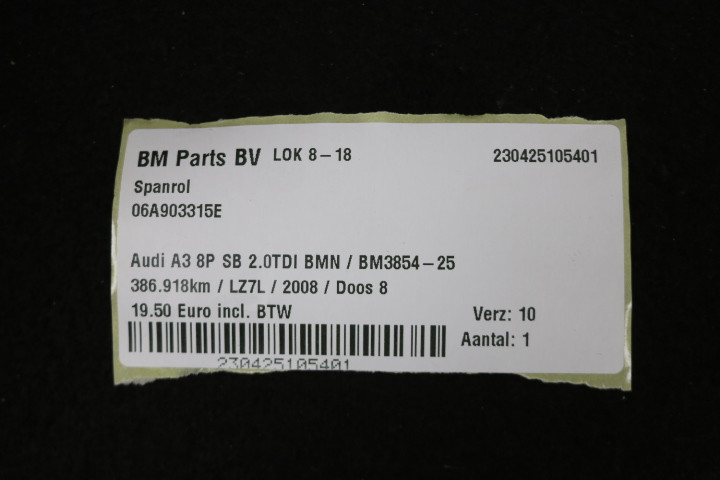 BM Parts BV LOK 8-18 230425105401
Spanrol
06A903315E
Audi A3 8P SB 2.0TDI BMN / BM3854-25
386.918km / LZ7L / 2008 / Doos 8
19.50 Euro incl. BTW Verz: 10
Aantal: 1
230425105401